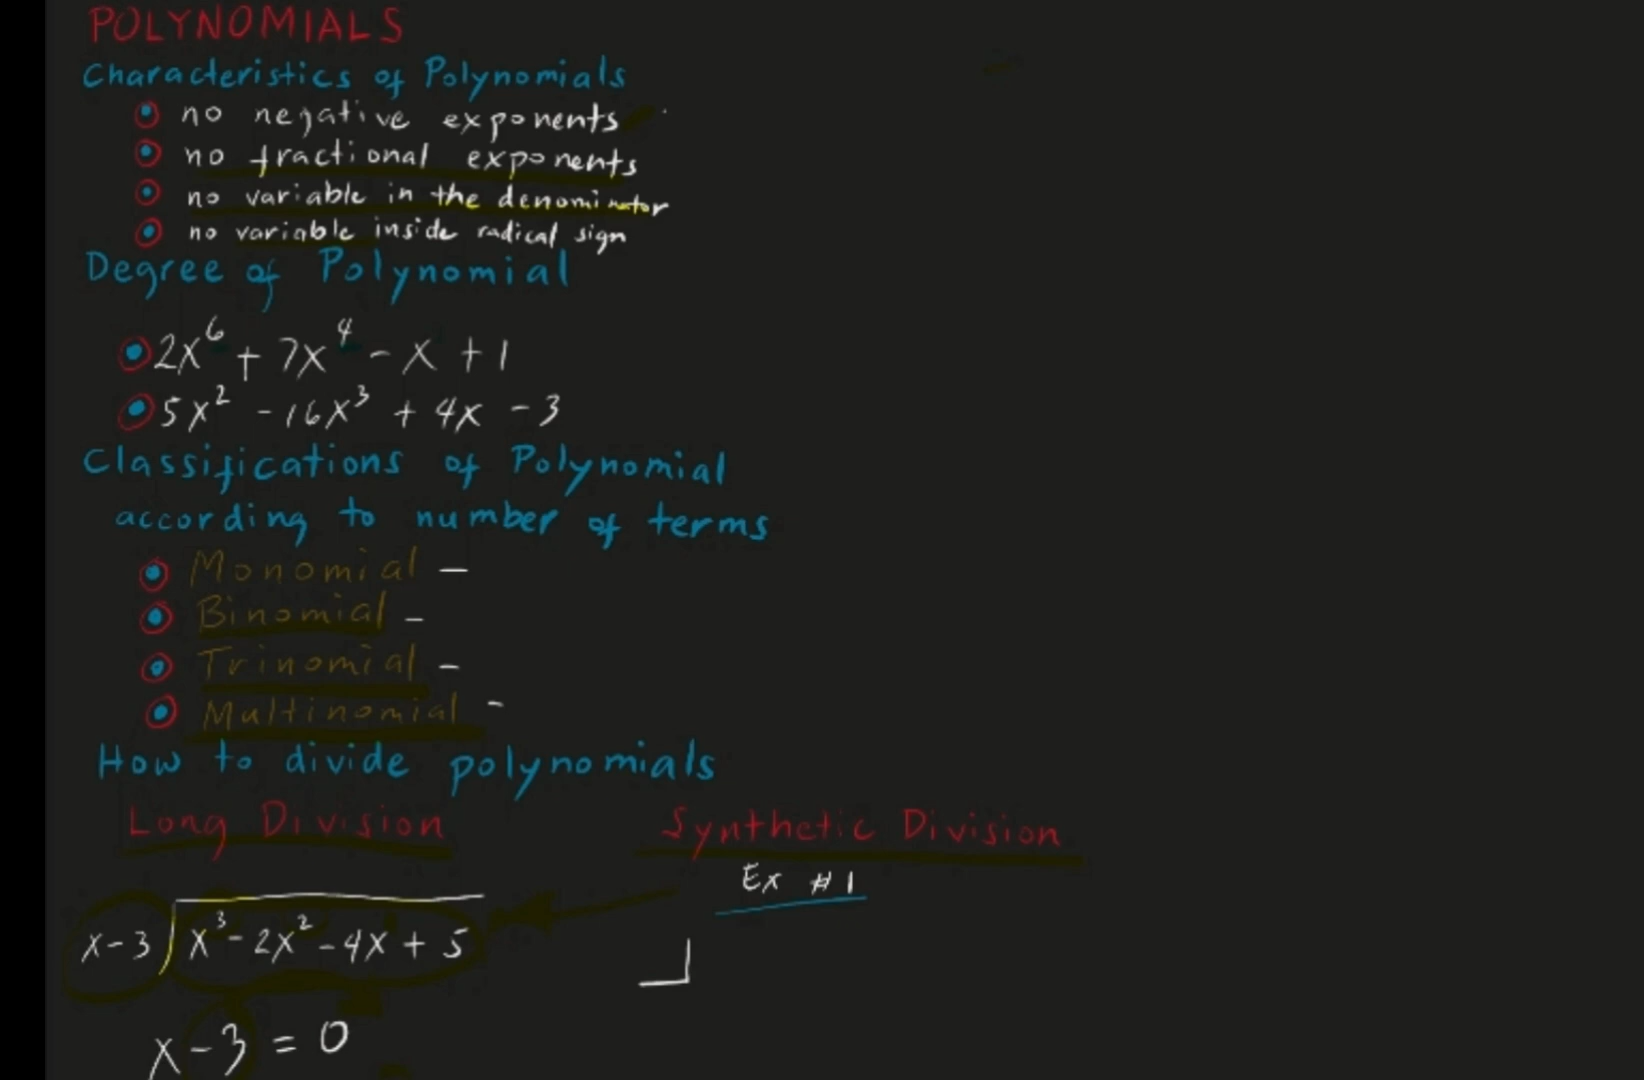 POLYNOMIALS
Characteristics of Polynomials
no negative exponents
no fractional exponents
no variable in the denominator
no variable inside radical sign
Degree of Polynomial
2x⁶ + 7x⁴ - x + 1
5x² - 16x³ + 4x - 3
Classifications of Polynomial
according to number of terms
Monomial —
Binomial -
Trinomial -
Multinomial -
How to divide polynomials
Long Division
Synthetic Division
Ex # 1
x-3 ) x³ - 2x² - 4x + 5
x - 3 = 0